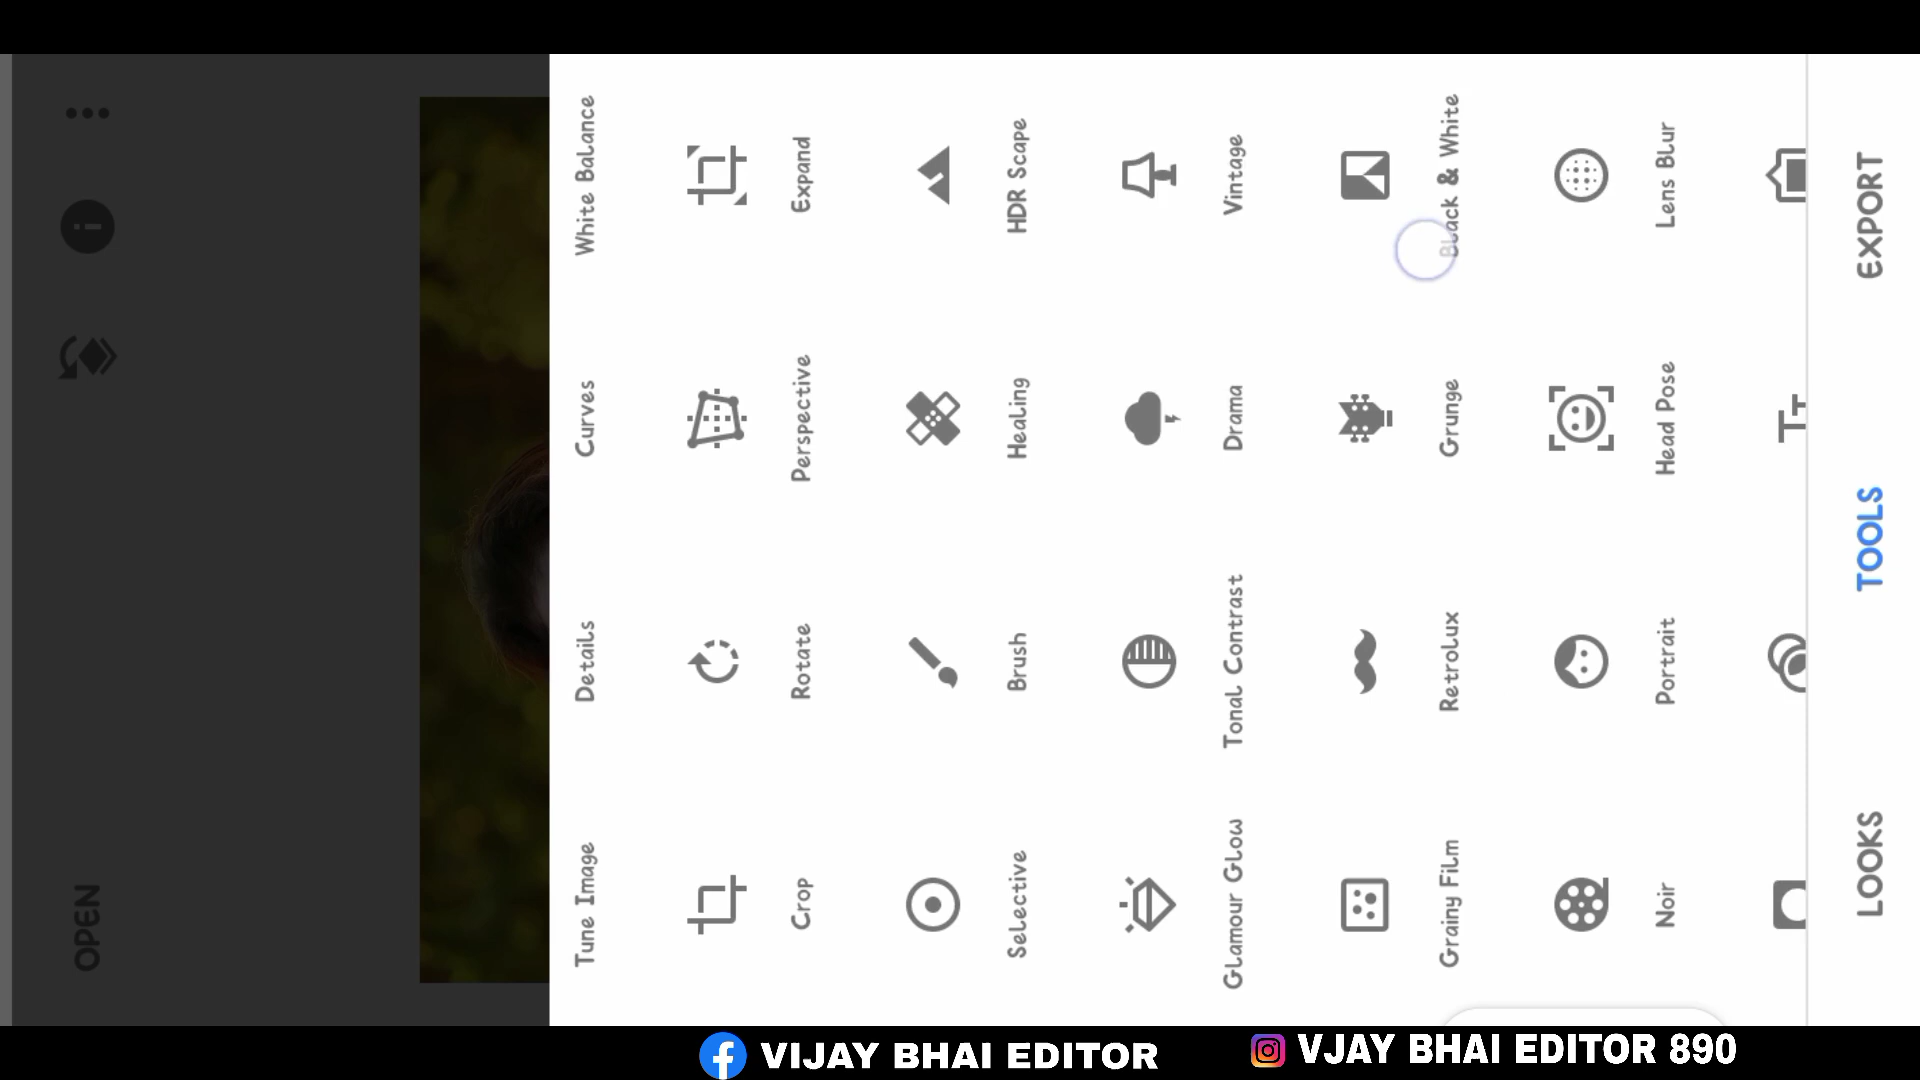 OPEN
Tune Image
Details
Curves
White Balance
Crop
Rotate
Perspective
Expand
Selective
Brush
Healing
HDR Scape
Glamour Glow
Tonal Contrast
Drama
Vintage
Grainy Film
Retrolux
Grunge
Black & White
Noir
Portrait
Head Pose
Lens Blur
LOOKS
TOOLS
EXPORT
VIJAY BHAI EDITOR
VJAY BHAI EDITOR 890